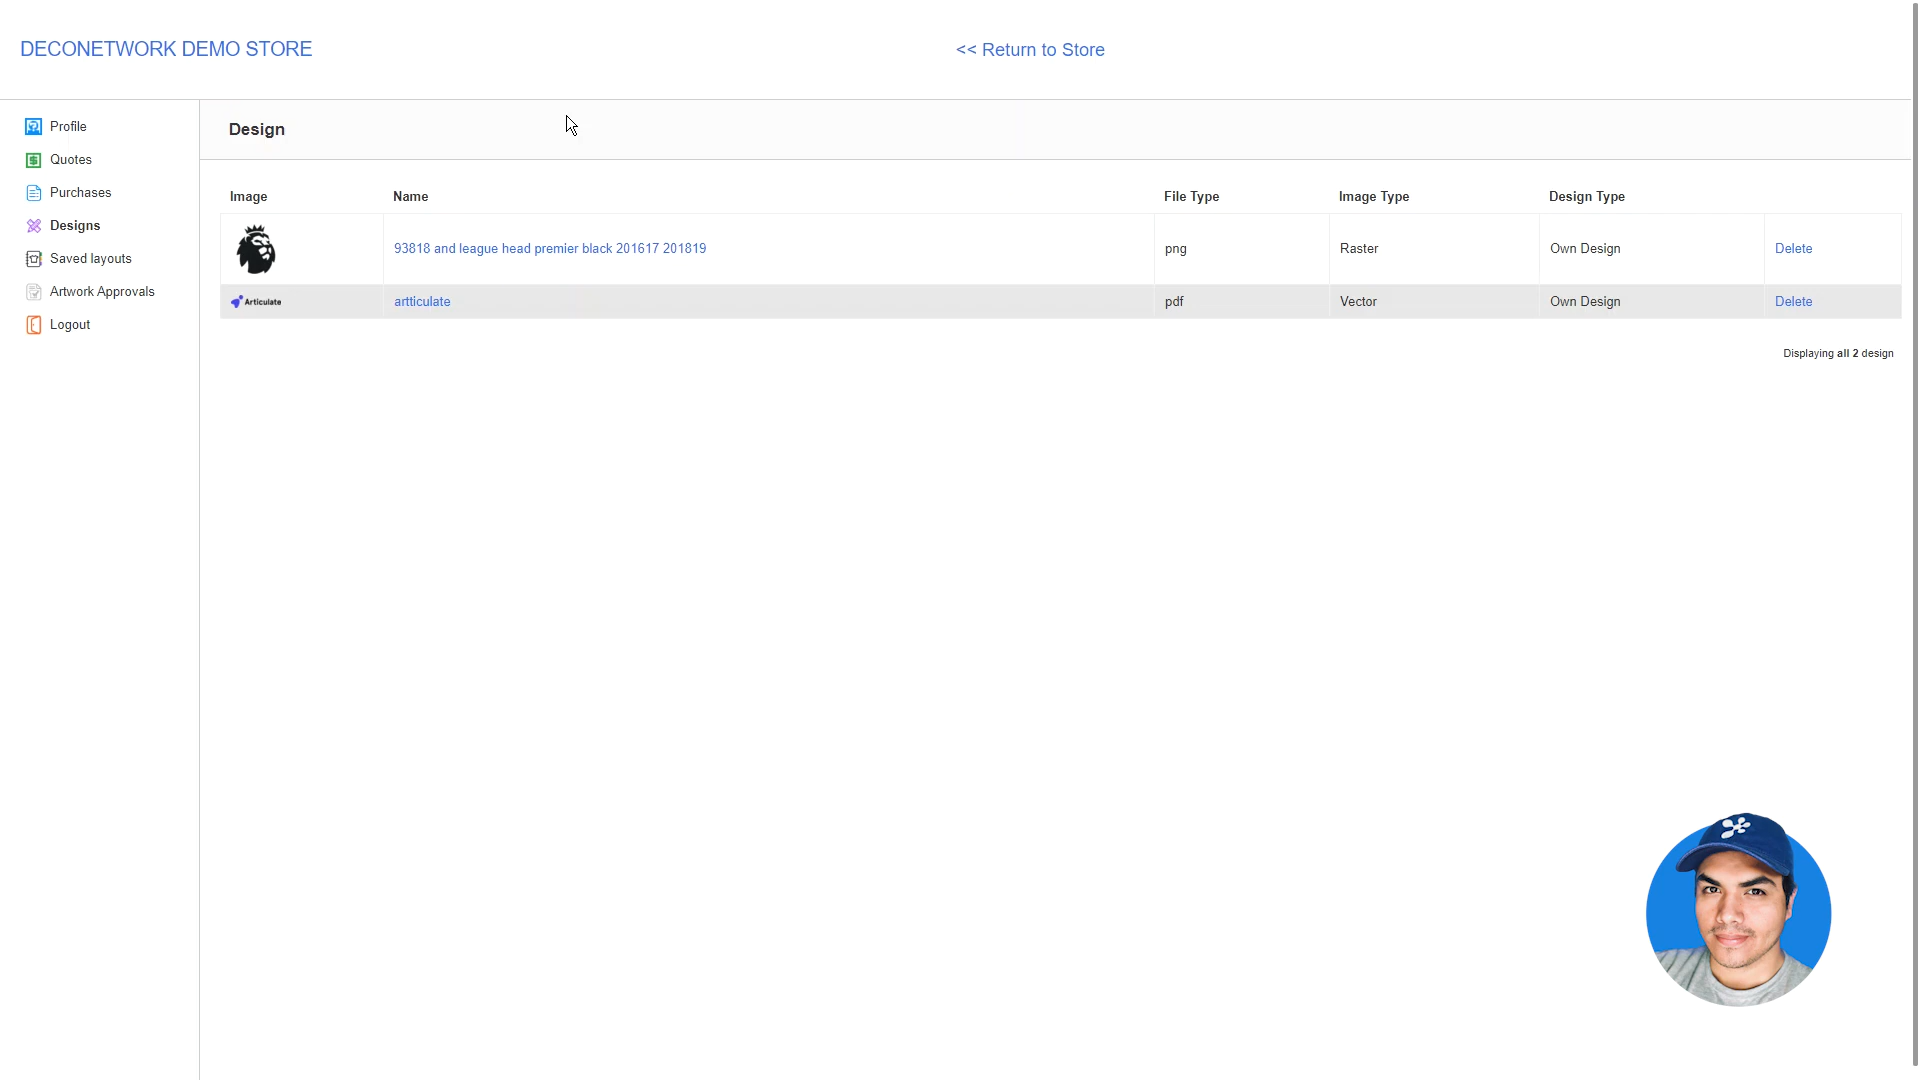 DECONETWORK DEMO STORE
<< Return to Store
Profile
Quotes
Purchases
Designs
Saved layouts
Artwork Approvals
Logout
Design
Image Name File Type Image Type Design Type
93818 and league head premier black 201617 201819 png Raster Own Design Delete
Articulate artticulate pdf Vector Own Design Delete
Displaying all 2 design